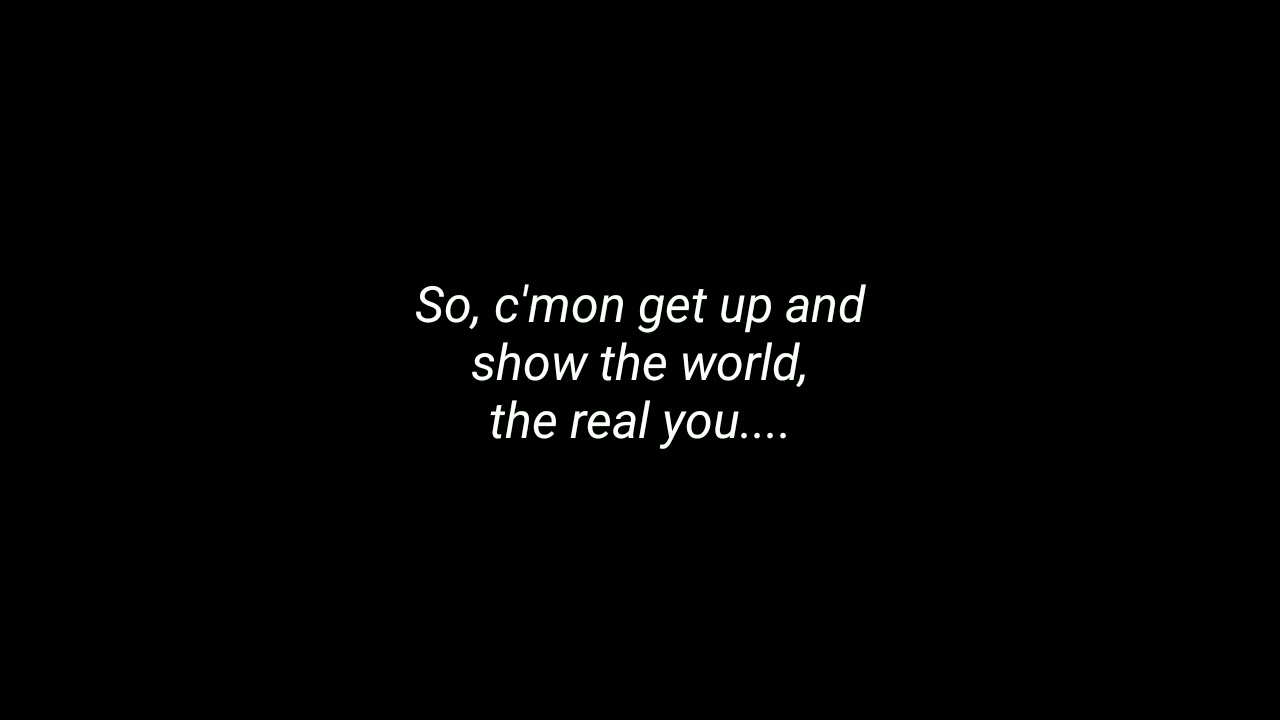 So, c'mon get up and
show the world,
the real you....